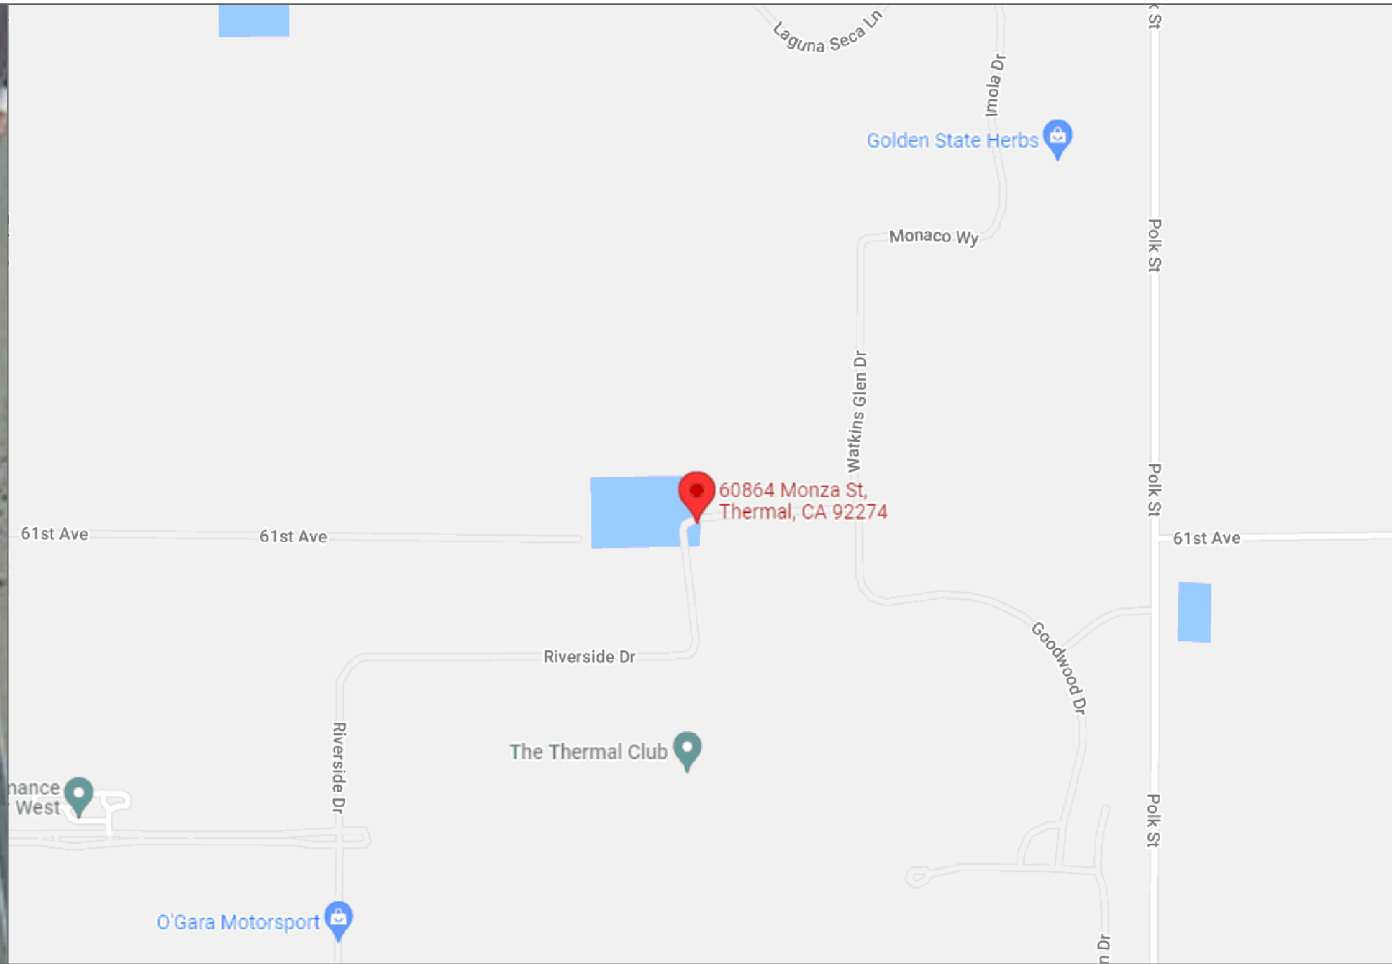 St
Laguna Seca Ln
Imola Dr
Golden State Herbs
Polk St
Monaco Wy
Watkins Glen Dr
60864 Monza St,
Thermal, CA 92274
Polk St
61st Ave
61st Ave
61st Ave
Goodwood Dr
Riverside Dr
Riverside Dr
The Thermal Club
nance
West
Polk St
O'Gara Motorsport
n Dr